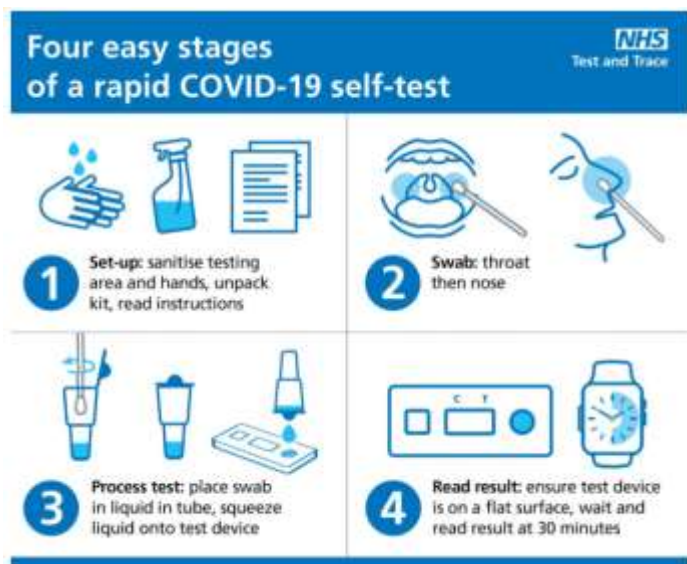 Four easy stages
of a rapid COVID-19 self-test
NHS
Test and Trace
1
Set-up: sanitise testing
area and hands, unpack
kit, read instructions
2
Swab: throat
then nose
3
Process test: place swab
in liquid in tube, squeeze
liquid onto test device
C T
4
Read result: ensure test device
is on a flat surface, wait and
read result at 30 minutes